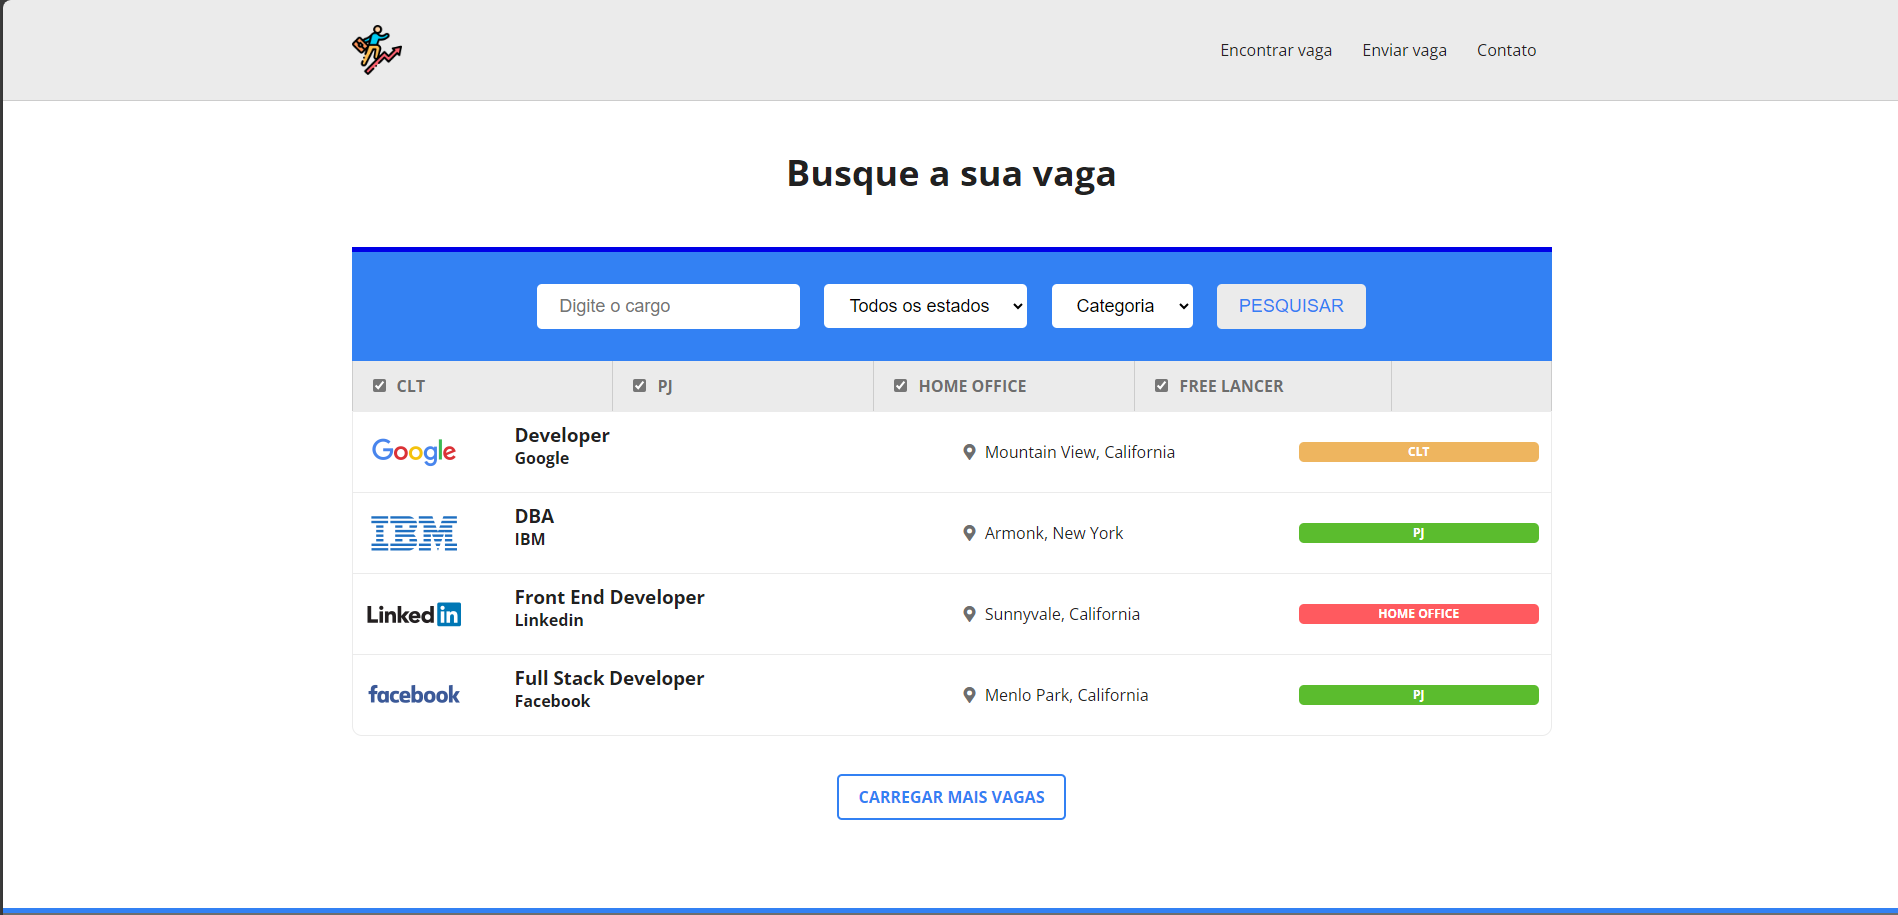 Encontrar vaga Enviar vaga Contato
Busque a sua vaga
Digite o cargo Todos os estados Categoria PESQUISAR
CLT PJ HOME OFFICE FREE LANCER
Google
Developer
Google
Mountain View, California
CLT
IBM
DBA
IBM
Armonk, New York
PJ
Linked in
Front End Developer
Linkedin
Sunnyvale, California
HOME OFFICE
facebook
Full Stack Developer
Facebook
Menlo Park, California
PJ
CARREGAR MAIS VAGAS